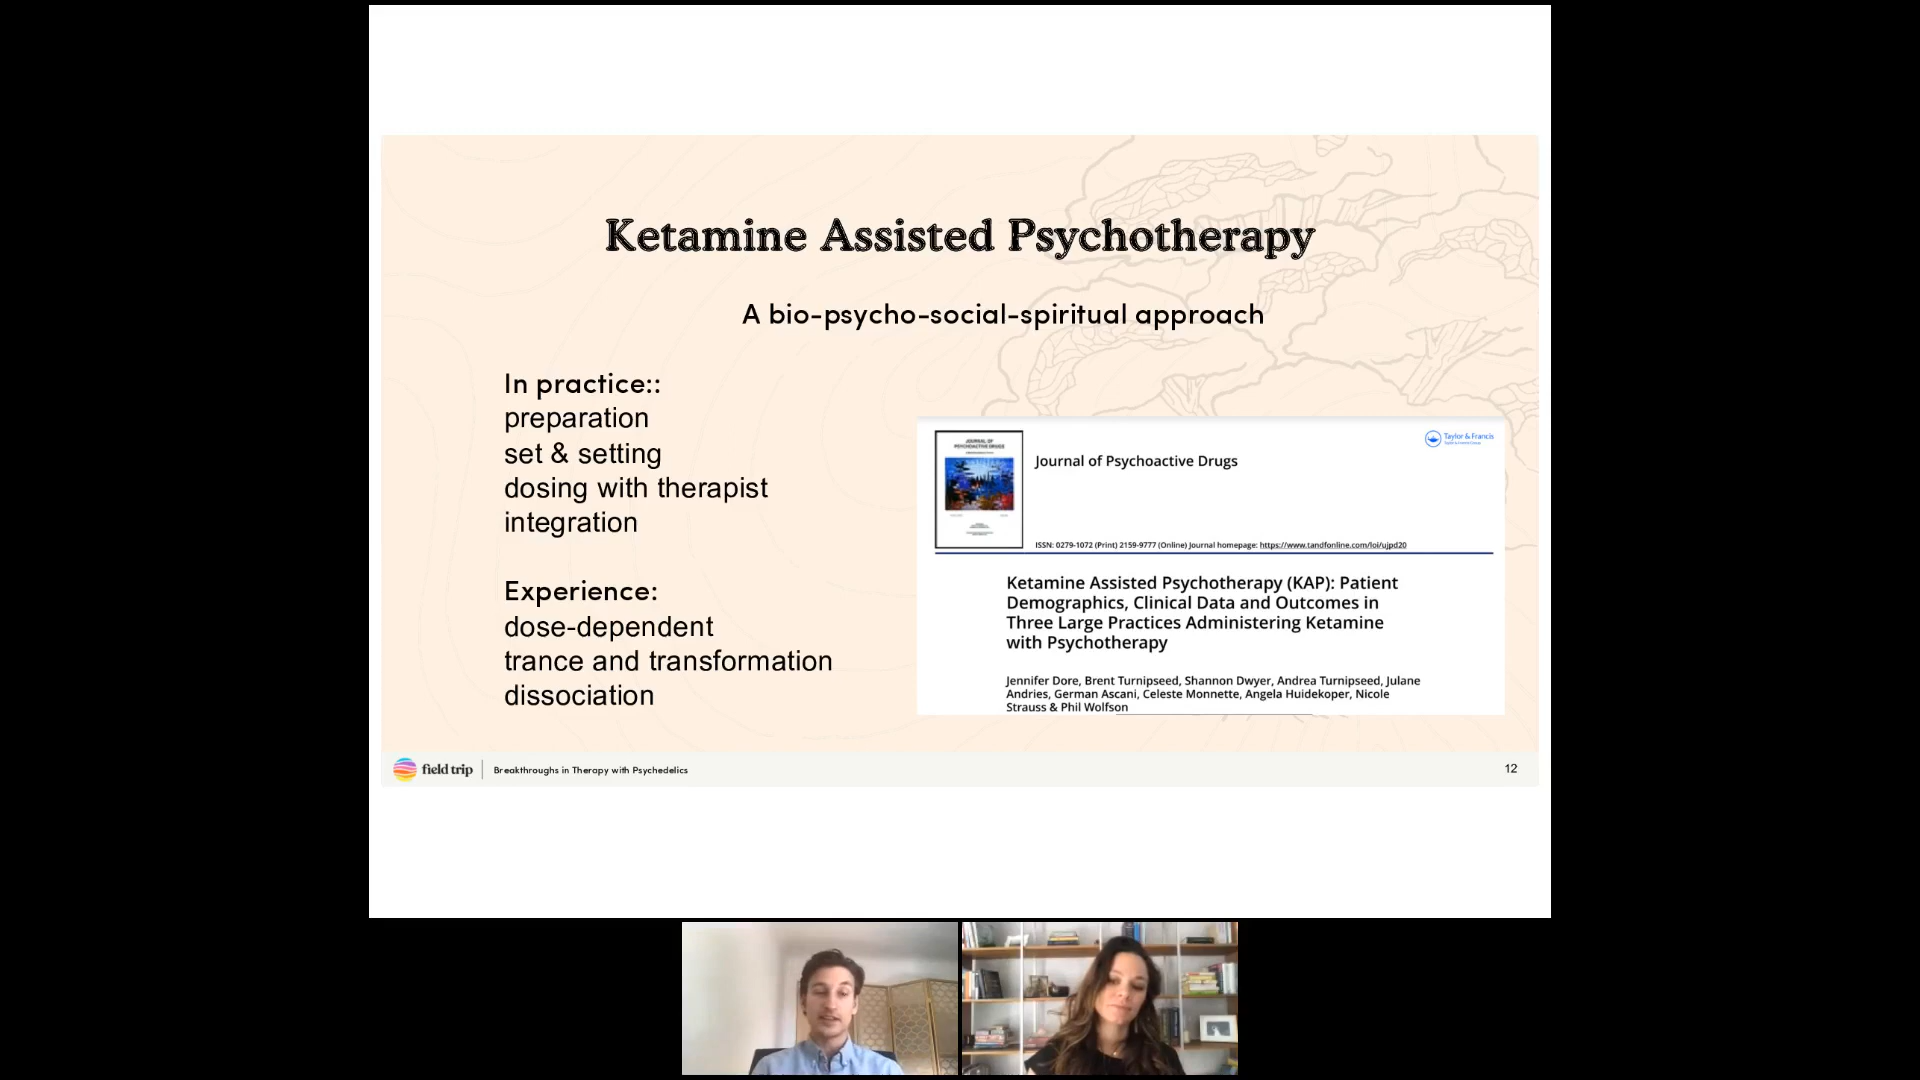 Ketamine Assisted Psychotherapy
A bio-psycho-social-spiritual approach
In practice::
preparation
set & setting
dosing with therapist
integration
Experience:
dose-dependent
trance and transformation
dissociation
JOURNAL OF
PSYCHOACTIVE DRUGS
Taylor & Francis
Journal of Psychoactive Drugs
ISSN: 0279-1072 (Print) 2159-9777 (Online) Journal homepage: https://www.tandfonline.com/loi/ujpd20
Ketamine Assisted Psychotherapy (KAP): Patient
Demographics, Clinical Data and Outcomes in
Three Large Practices Administering Ketamine
with Psychotherapy
Jennifer Dore, Brent Turnipseed, Shannon Dwyer, Andrea Turnipseed, Julane
Andries, German Ascani, Celeste Monnette, Angela Huidekoper, Nicole
Strauss & Phil Wolfson
field trip
Breakthroughs in Therapy with Psychedelics
12